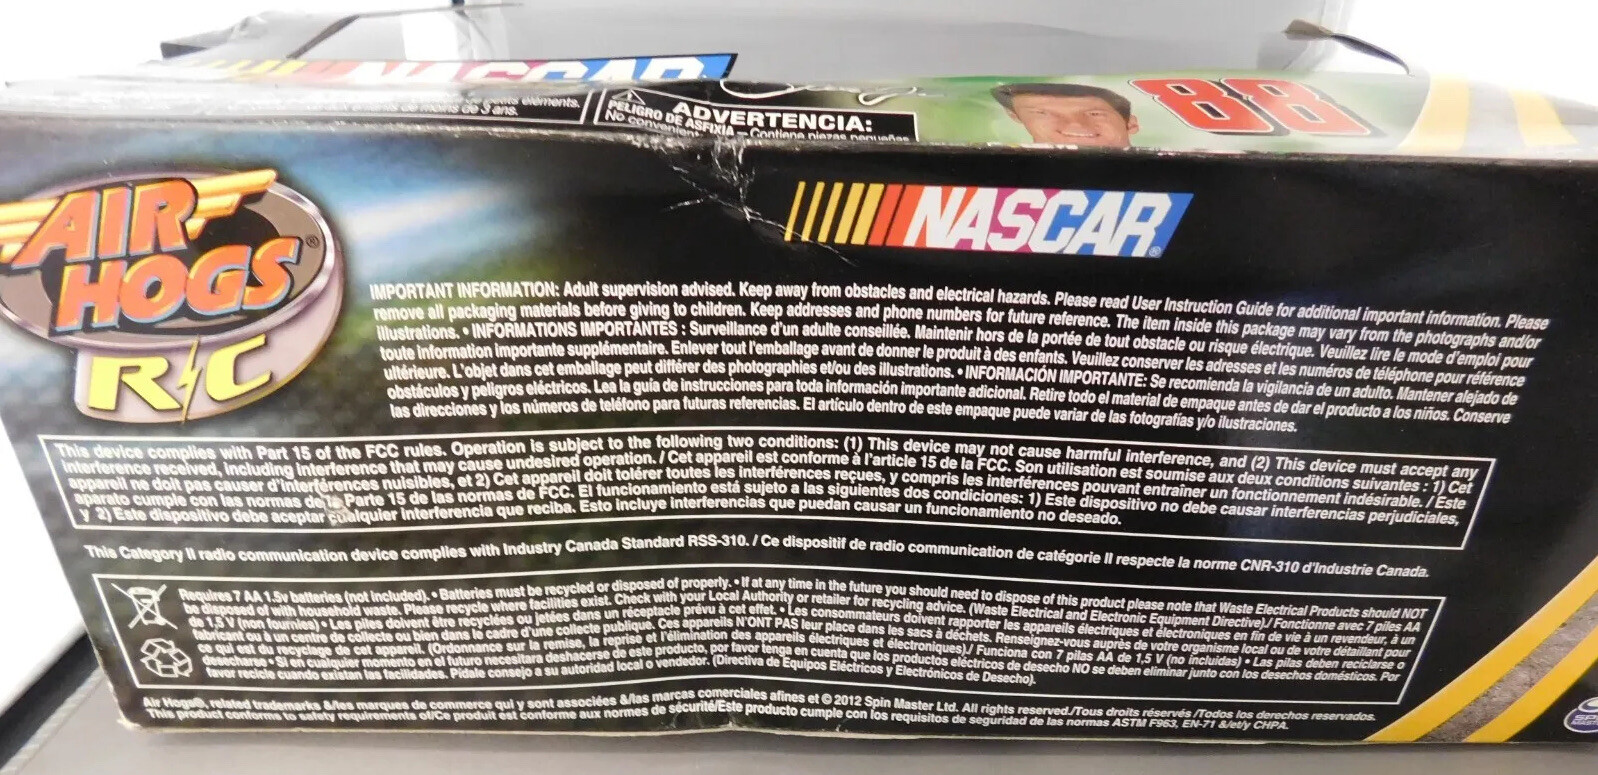 NASCAR
petits éléments.
de moins de 3 ans.
ADVERTENCIA:
PELIGRO DE ASFIXIA – Contiene piezas pequeñas
No
88
AIR
HOGS®
R/C
NASCAR®
IMPORTANT INFORMATION: Adult supervision advised. Keep away from obstacles and electrical hazards. Please read User Instruction Guide for additional important information. Please
remove all packaging materials before giving to children. Keep addresses and phone numbers for future reference. The item inside this package may vary from the photographs and/or
illustrations. • INFORMATIONS IMPORTANTES : Surveillance d'un adulte conseillée. Maintenir hors de la portée de tout obstacle ou risque électrique. Veuillez lire le mode d'emploi pour
toute information importante supplémentaire. Enlever tout l'emballage avant de donner le produit à des enfants. Veuillez conserver les adresses et les numéros de téléphone pour référence
ultérieure. L'objet dans cet emballage peut différer des photographies et/ou des illustrations. • INFORMACIÓN IMPORTANTE: Se recomienda la vigilancia de un adulto. Mantener alejado de
obstáculos y peligros eléctricos. Lea la guía de instrucciones para toda información importante adicional. Retire todo el material de empaque antes de dar el producto a los niños. Conserve
las direcciones y los números de teléfono para futuras referencias. El artículo dentro de este empaque puede variar de las fotografías y/o ilustraciones.
This device complies with Part 15 of the FCC rules. Operation is subject to the following two conditions: (1) This device may not cause harmful interference, and (2) This device must accept any
interference received, including interference that may cause undesired operation. / Cet appareil est conforme à l'article 15 de la FCC. Son utilisation est soumise aux deux conditions suivantes : 1) Cet
appareil ne doit pas causer d'interférences nuisibles, et 2) Cet appareil doit tolérer toutes les interférences reçues, y compris les interférences pouvant entraîner un fonctionnement indésirable. / Este
aparato cumple con las normas de la Parte 15 de las normas de FCC. El funcionamiento está sujeto a las siguientes dos condiciones: 1) Este dispositivo no debe causar interferencias perjudiciales,
y 2) Este dispositivo debe aceptar cualquier interferencia que reciba. Esto incluye interferencias que puedan causar un funcionamiento no deseado.
This Category II radio communication device complies with Industry Canada Standard RSS-310. / Ce dispositif de radio communication de catégorie II respecte la norme CNR-310 d'Industrie Canada.
Requires 7 AA 1.5v batteries (not included). • Batteries must be recycled or disposed of properly. • If at any time in the future you should need to dispose of this product please note that Waste Electrical Products should NOT
be disposed of with household waste. Please recycle where facilities exist. Check with your Local Authority or retailer for recycling advice. (Waste Electrical and Electronic Equipment Directive)./ Fonctionne avec 7 piles AA
de 1,5 V (non fournies) • Les piles doivent être recyclées ou jetées dans un réceptacle prévu à cet effet. • Les consommateurs doivent rapporter les appareils électriques et électroniques en fin de vie à un revendeur, à un
fabricant ou à un centre de collecte ou bien dans le cadre d'une collecte publique. Ces appareils N'ONT PAS leur place dans les sacs à déchets. Renseignez-vous auprès de votre organisme local ou de votre détaillant pour
ce qui est du recyclage de cet appareil. (Ordonnance sur la remise, la reprise et l'élimination des appareils électriques et électroniques)./ Funciona con 7 pilas AA de 1,5 V (no incluidas) • Las pilas deben reciclarse o
desecharse • Si en cualquier momento en el futuro necesitara deshacerse de este producto, por favor tenga en cuenta que los productos eléctricos de desecho NO se deben eliminar junto con los desechos domésticos. Por
favor recicle cuando existan las facilidades. Pídale consejo a su autoridad local o vendedor. (Directiva de Equipos Eléctricos y Electrónicos de Desecho).
Air Hogs®, related trademarks &/les marques de commerce qui y sont associées &/las marcas comerciales afines et © 2012 Spin Master Ltd. All rights reserved./Tous droits réservés /Todos los derechos reservados.
This product conforms to safety requirements of/Ce produit est conforme aux normes de sécurité/Este producto cumple con los requisitos de seguridad de las normas ASTM F963, EN-71 &/et/y CHPA.